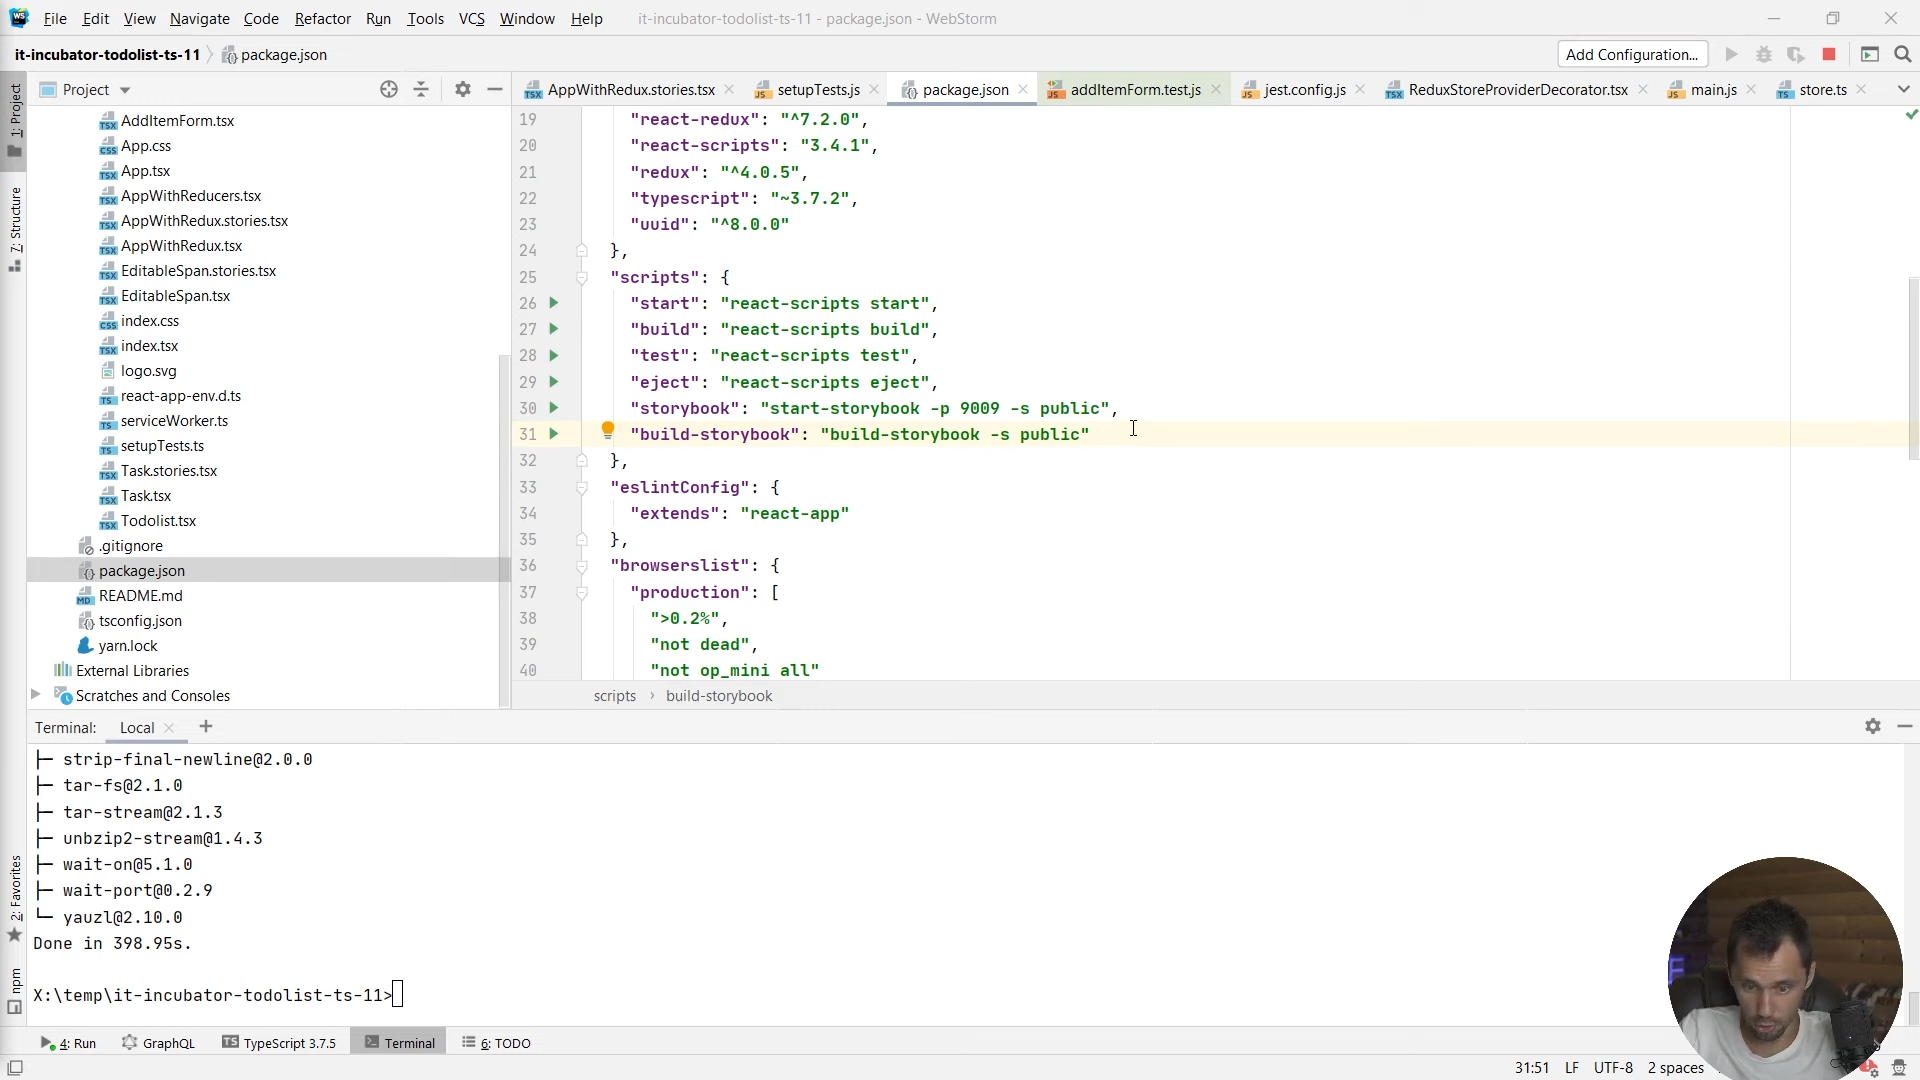 WS File Edit View Navigate Code Refactor Run Tools VCS Window Help it-incubator-todolist-ts-11 - package.json - WebStorm
it-incubator-todolist-ts-11 package.json Add Configuration...
1: Project
7: Structure
2: Favorites
npm
Project
AppWithRedux.stories.tsx setupTests.js package.json addItemForm.test.js jest.config.js ReduxStoreProviderDecorator.tsx main.js store.ts
AddItemForm.tsx
App.css
App.tsx
AppWithReducers.tsx
AppWithRedux.stories.tsx
AppWithRedux.tsx
EditableSpan.stories.tsx
EditableSpan.tsx
index.css
index.tsx
logo.svg
react-app-env.d.ts
serviceWorker.ts
setupTests.ts
Task.stories.tsx
Task.tsx
Todolist.tsx
.gitignore
package.json
README.md
tsconfig.json
yarn.lock
External Libraries
Scratches and Consoles
19 "react-redux": "^7.2.0",
20 "react-scripts": "3.4.1",
21 "redux": "^4.0.5",
22 "typescript": "~3.7.2",
23 "uuid": "^8.0.0"
24 },
25 "scripts": {
26 "start": "react-scripts start",
27 "build": "react-scripts build",
28 "test": "react-scripts test",
29 "eject": "react-scripts eject",
30 "storybook": "start-storybook -p 9009 -s public",
31 "build-storybook": "build-storybook -s public"
32 },
33 "eslintConfig": {
34 "extends": "react-app"
35 },
36 "browserslist": {
37 "production": [
38 ">0.2%",
39 "not dead",
40 "not op_mini all"
scripts › build-storybook
Terminal: Local
├─ strip-final-newline@2.0.0
├─ tar-fs@2.1.0
├─ tar-stream@2.1.3
├─ unbzip2-stream@1.4.3
├─ wait-on@5.1.0
├─ wait-port@0.2.9
└─ yauzl@2.10.0
Done in 398.95s.
X:\temp\it-incubator-todolist-ts-11>
4: Run GraphQL TypeScript 3.7.5 Terminal 6: TODO
31:51 LF UTF-8 2 spaces